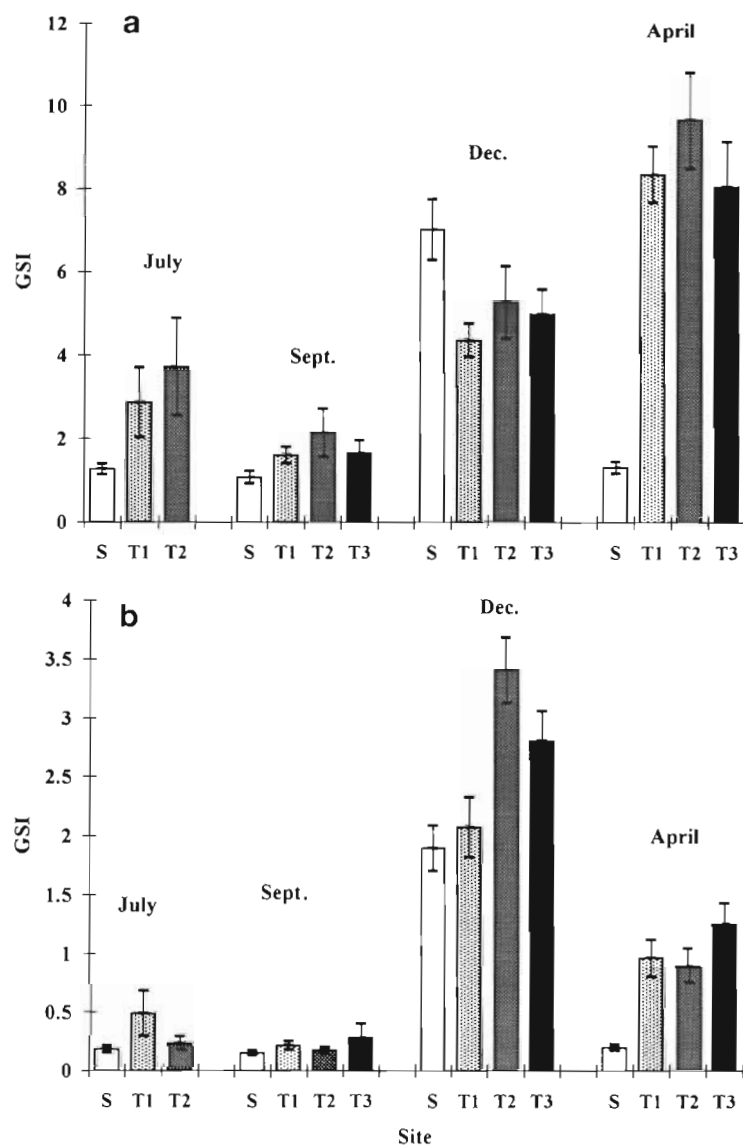 a
12
10
8
6
4
2
0
GSI
July
Sept.
Dec.
April
S T1 T2 S T1 T2 T3 S T1 T2 T3 S T1 T2 T3
b
4
3.5
3
2.5
2
1.5
1
0.5
0
GSI
July
Sept.
Dec.
April
S T1 T2 S T1 T2 T3 S T1 T2 T3 S T1 T2 T3
Site